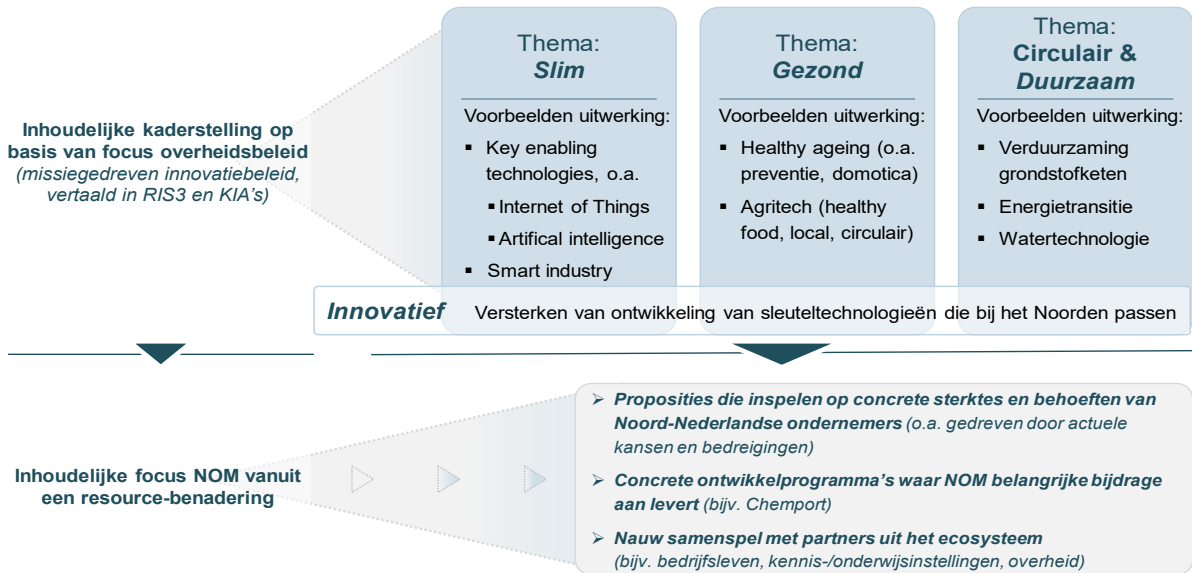 Inhoudelijke kaderstelling op
basis van focus overheidsbeleid
(missiegedreven innovatiebeleid,
vertaald in RIS3 en KIA's)
Thema:
Slim
Voorbeelden uitwerking:
▪ Key enabling
technologies, o.a.
▪ Internet of Things
▪ Artifical intelligence
▪ Smart industry
Thema:
Gezond
Voorbeelden uitwerking:
▪ Healthy ageing (o.a.
preventie, domotica)
▪ Agritech (healthy
food, local, circulair)
Thema:
Circulair &
Duurzaam
Voorbeelden uitwerking:
▪ Verduurzaming
grondstofketen
▪ Energietransitie
▪ Watertechnologie
Innovatief Versterken van ontwikkeling van sleuteltechnologieën die bij het Noorden passen
Inhoudelijke focus NOM vanuit
een resource-benadering
➢ Proposities die inspelen op concrete sterktes en behoeften van
Noord-Nederlandse ondernemers (o.a. gedreven door actuele
kansen en bedreigingen)
➢ Concrete ontwikkelprogramma's waar NOM belangrijke bijdrage
aan levert (bijv. Chemport)
➢ Nauw samenspel met partners uit het ecosysteem
(bijv. bedrijfsleven, kennis-/onderwijsinstellingen, overheid)